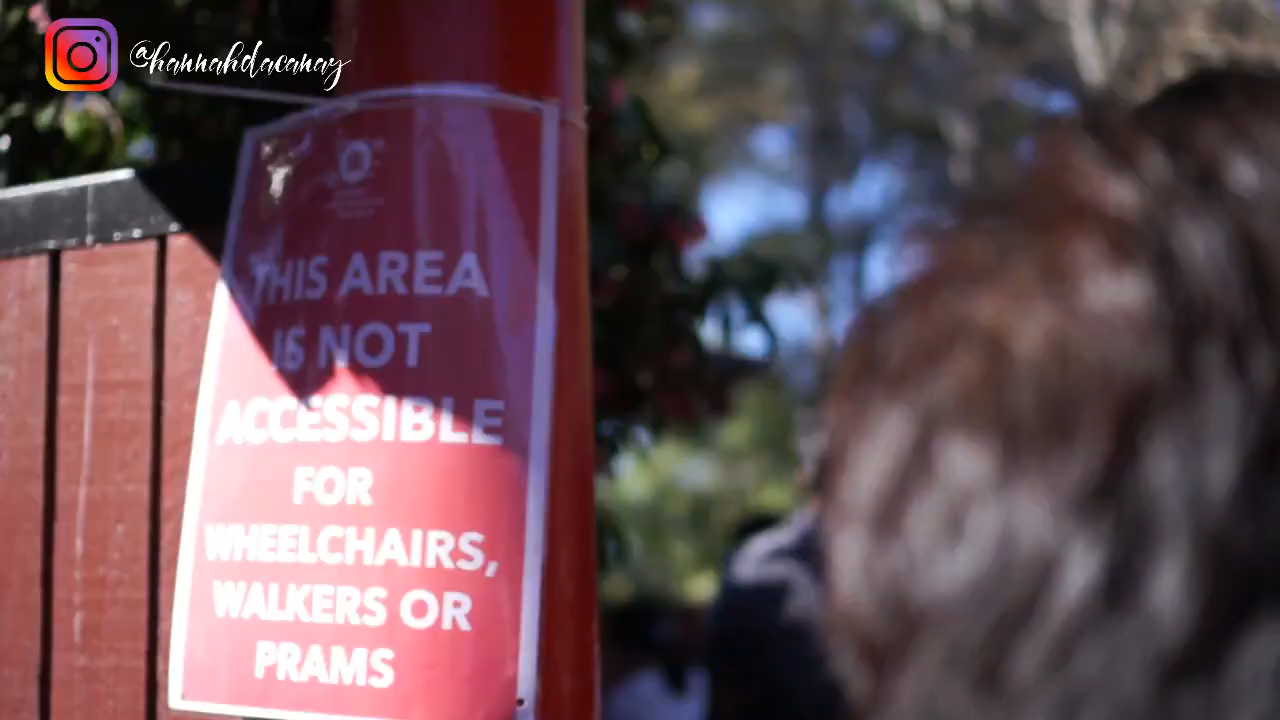 @hannahdacanay
THIS AREA
IS NOT
ACCESSIBLE
FOR
WHEELCHAIRS,
WALKERS OR
PRAMS